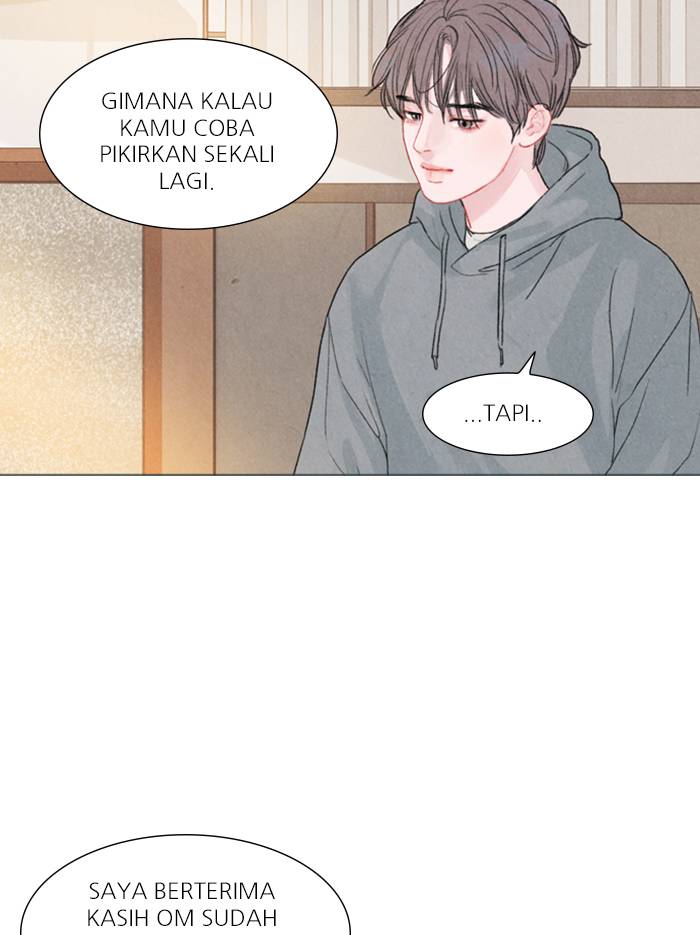 GIMANA KALAU
KAMU COBA
PIKIRKAN SEKALI
LAGI.
...TAPI..
SAYA BERTERIMA
KASIH OM SUDAH